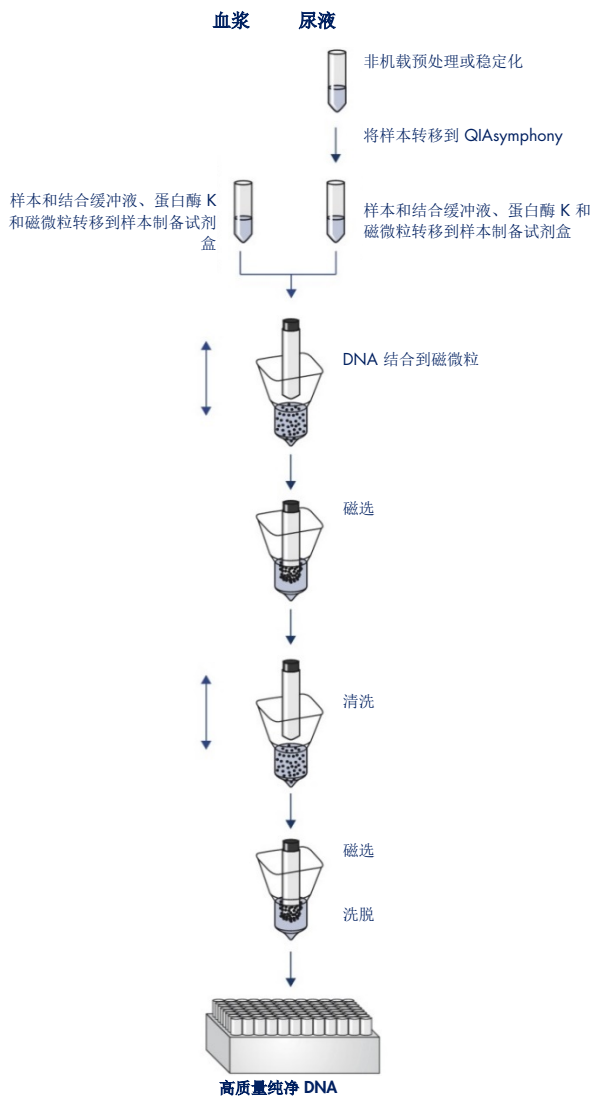 血浆
尿液
非机载预处理或稳定化
将样本转移到 QIAsymphony
样本和结合缓冲液、蛋白酶 K
和磁微粒转移到样本制备试剂
盒
样本和结合缓冲液、蛋白酶 K 和
磁微粒转移到样本制备试剂盒
DNA 结合到磁微粒
磁选
清洗
磁选
洗脱
高质量纯净 DNA